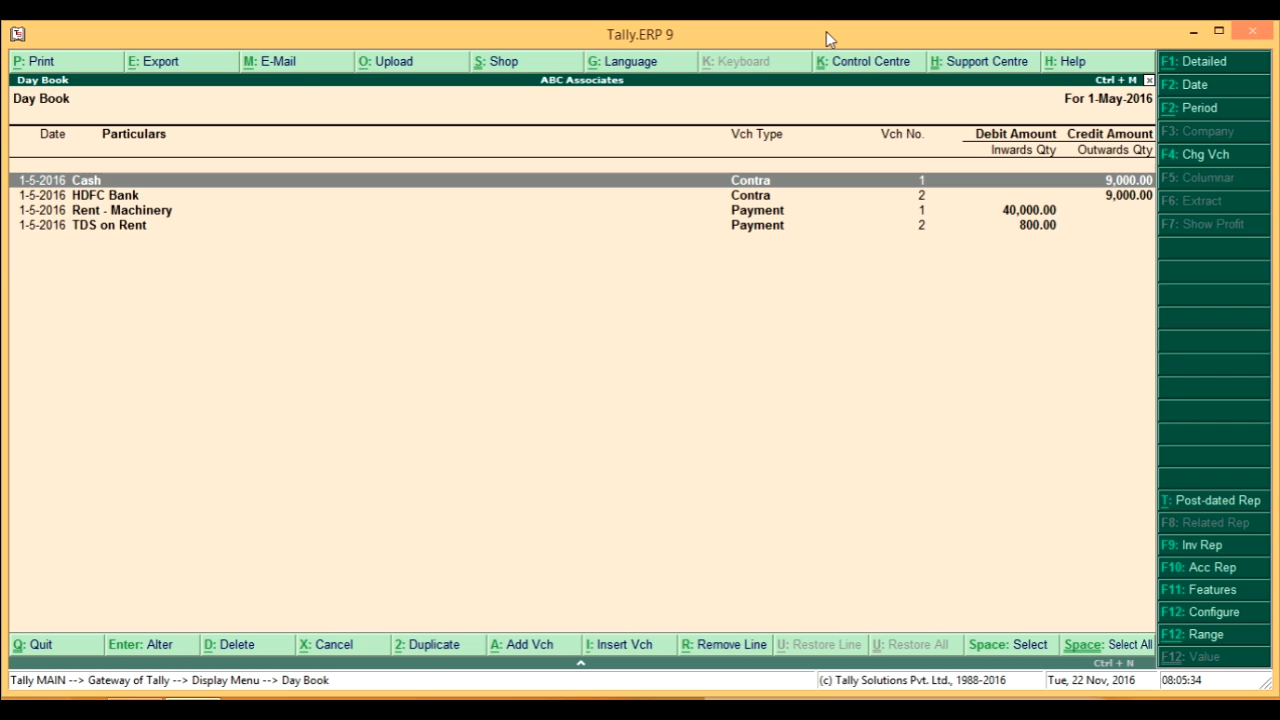 Tally.ERP 9
P: Print E: Export M: E-Mail O: Upload S: Shop G: Language K: Keyboard K: Control Centre H: Support Centre H: Help
Day Book ABC Associates Ctrl + M x
Day Book For 1-May-2016
Date Particulars Vch Type Vch No. Debit Amount Credit Amount
Inwards Qty Outwards Qty
1-5-2016 Cash Contra 1 9,000.00
1-5-2016 HDFC Bank Contra 2 9,000.00
1-5-2016 Rent - Machinery Payment 1 40,000.00
1-5-2016 TDS on Rent Payment 2 800.00
F1: Detailed
F2: Date
F2: Period
F3: Company
F4: Chg Vch
F5: Columnar
F6: Extract
F7: Show Profit
T: Post-dated Rep
F8: Related Rep
F9: Inv Rep
F10: Acc Rep
F11: Features
F12: Configure
F12: Range
F12: Value
Q: Quit Enter: Alter D: Delete X: Cancel 2: Duplicate A: Add Vch I: Insert Vch R: Remove Line U: Restore Line U: Restore All Space: Select Space: Select All
Ctrl + N
Tally MAIN --> Gateway of Tally --> Display Menu --> Day Book (c) Tally Solutions Pvt. Ltd., 1988-2016 Tue, 22 Nov, 2016 08:05:34